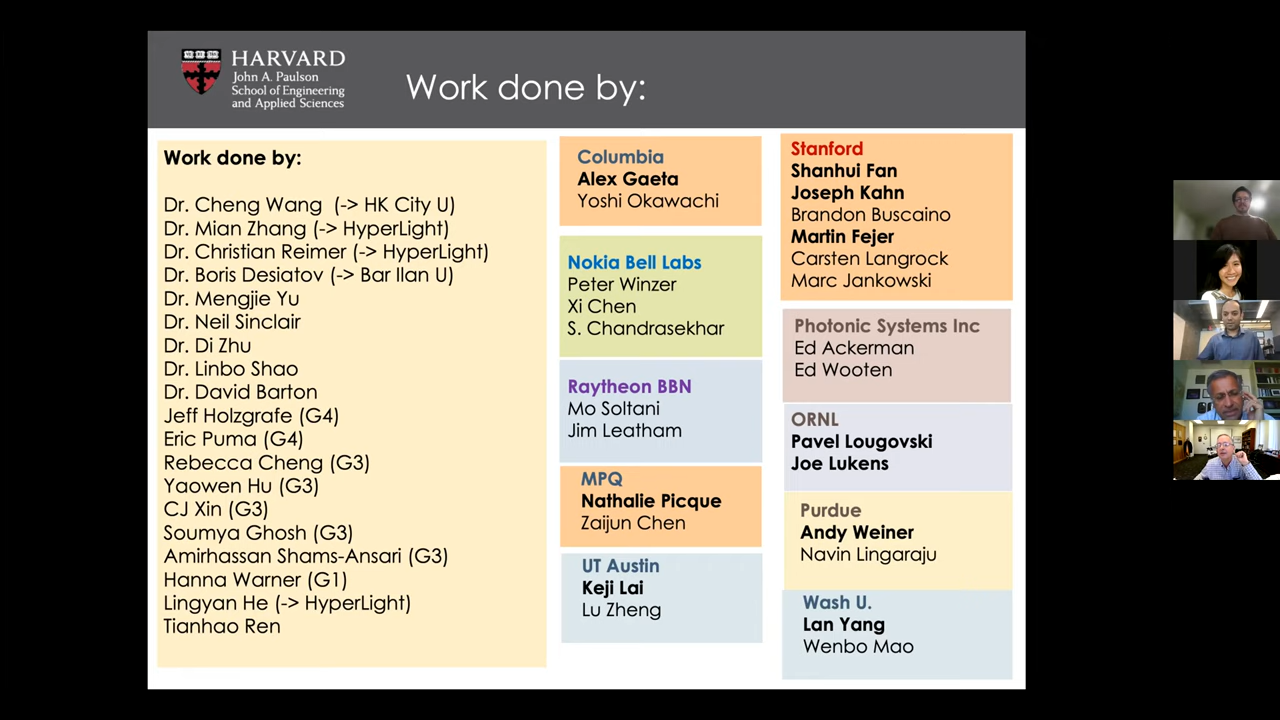 HARVARD
John A. Paulson
School of Engineering
and Applied Sciences
Work done by:
Work done by:
Dr. Cheng Wang (-> HK City U)
Dr. Mian Zhang (-> HyperLight)
Dr. Christian Reimer (-> HyperLight)
Dr. Boris Desiatov (-> Bar Ilan U)
Dr. Mengjie Yu
Dr. Neil Sinclair
Dr. Di Zhu
Dr. Linbo Shao
Dr. David Barton
Jeff Holzgrafe (G4)
Eric Puma (G4)
Rebecca Cheng (G3)
Yaowen Hu (G3)
CJ Xin (G3)
Soumya Ghosh (G3)
Amirhassan Shams-Ansari (G3)
Hanna Warner (G1)
Lingyan He (-> HyperLight)
Tianhao Ren
Columbia
Alex Gaeta
Yoshi Okawachi
Nokia Bell Labs
Peter Winzer
Xi Chen
S. Chandrasekhar
Raytheon BBN
Mo Soltani
Jim Leatham
MPQ
Nathalie Picque
Zaijun Chen
UT Austin
Keji Lai
Lu Zheng
Stanford
Shanhui Fan
Joseph Kahn
Brandon Buscaino
Martin Fejer
Carsten Langrock
Marc Jankowski
Photonic Systems Inc
Ed Ackerman
Ed Wooten
ORNL
Pavel Lougovski
Joe Lukens
Purdue
Andy Weiner
Navin Lingaraju
Wash U.
Lan Yang
Wenbo Mao